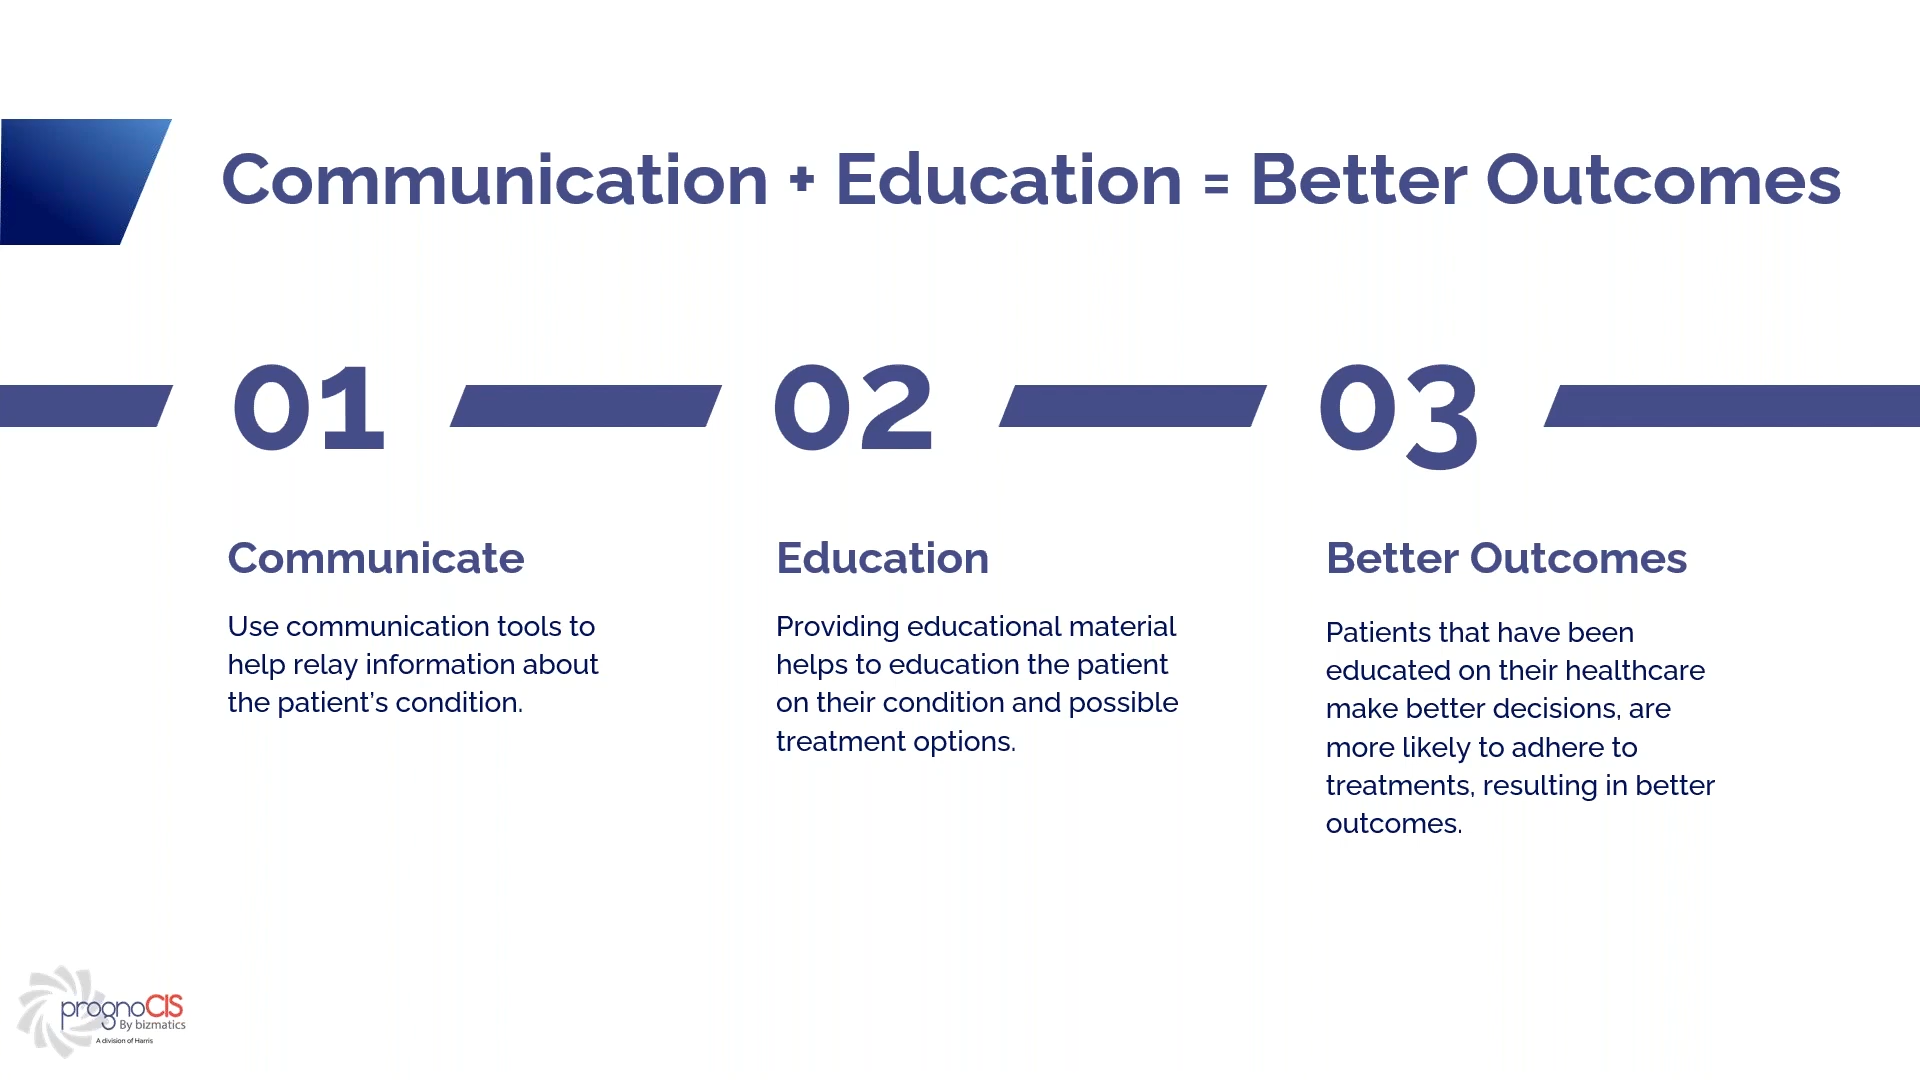 Communication + Education = Better Outcomes
01
02
03
Communicate
Use communication tools to
help relay information about
the patient’s condition.
Education
Providing educational material
helps to education the patient
on their condition and possible
treatment options.
Better Outcomes
Patients that have been
educated on their healthcare
make better decisions, are
more likely to adhere to
treatments, resulting in better
outcomes.
prognoCIS
By bizmatics
A division of Harris